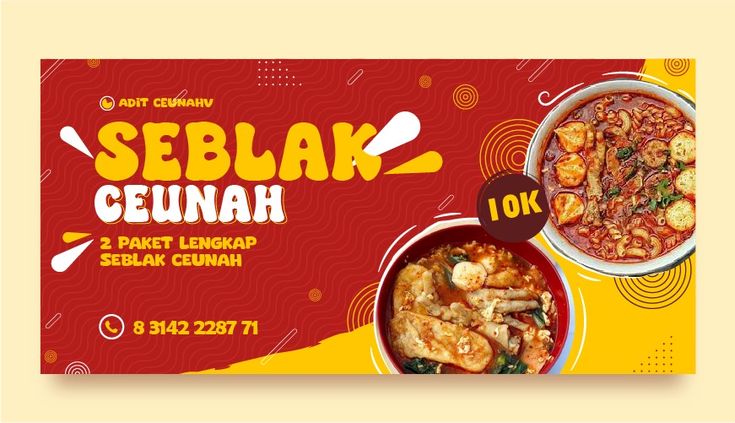 ADIT CEUNAHV
SEBLAK
CEUNAH
2 PAKET LENGKAP
SEBLAK CEUNAH
10K
8 3142 2287 71